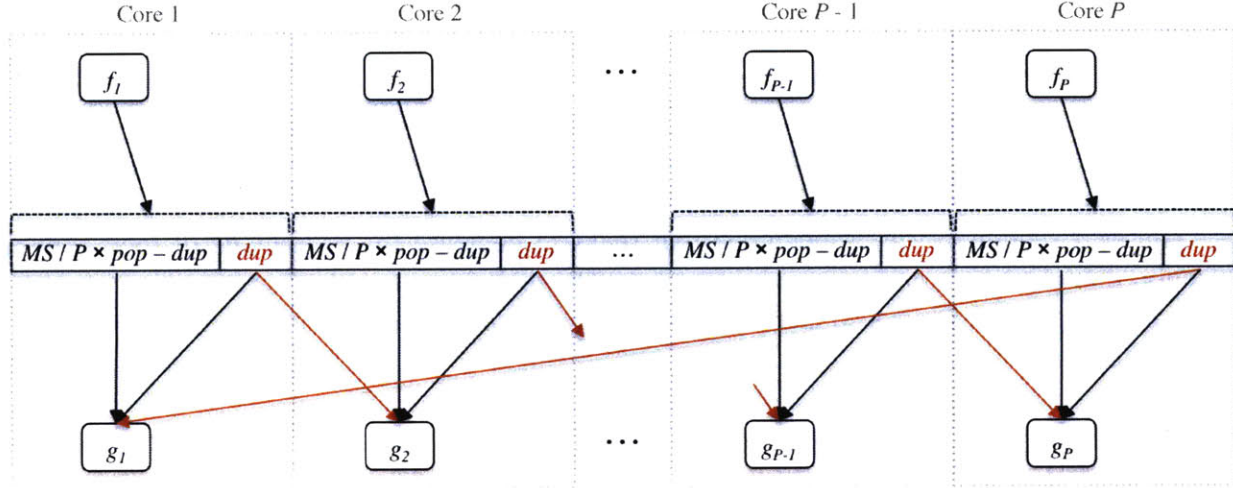 Core 1 Core 2 Core P - 1 Core P
f1 f2 ... fP-1 fP
MS / P × pop – dup dup MS / P × pop – dup dup ... MS / P × pop – dup dup MS / P × pop – dup dup
g1 g2 ... gP-1 gP